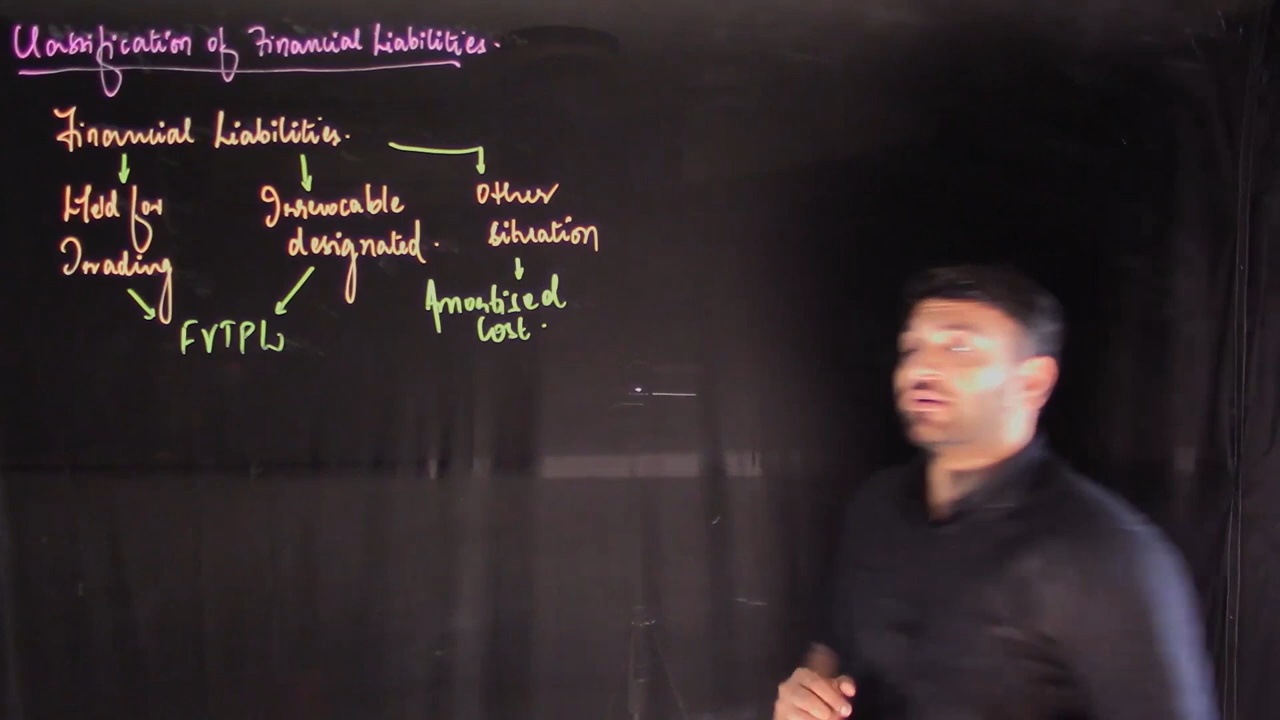 Classification of Financial Liabilities.
Financial Liabilities.
Held for
Trading
Irrevocable
designated.
Other
situation
FVTPL
Amortised
Cost.